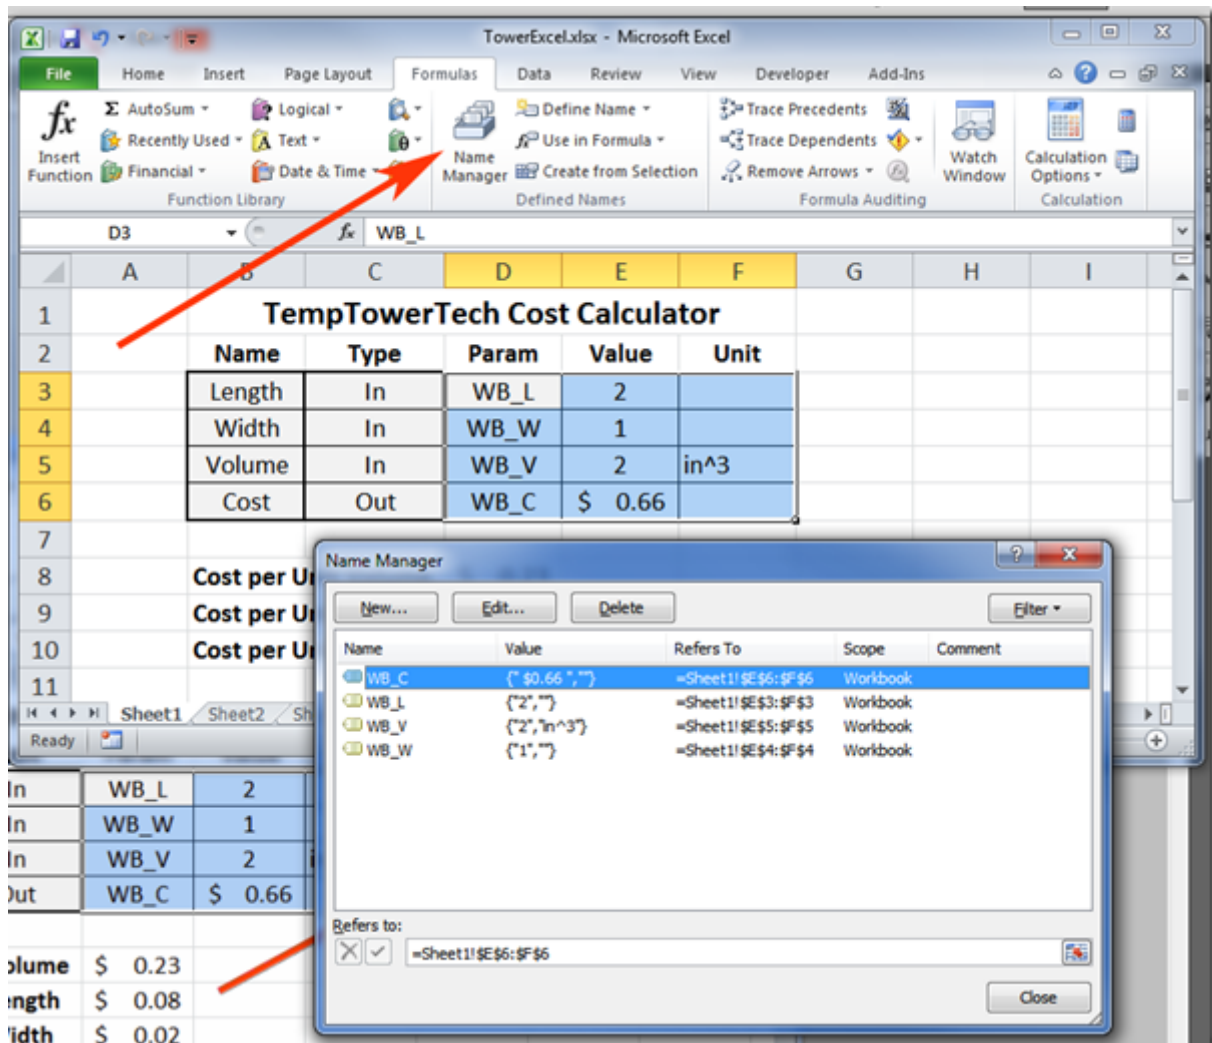 TowerExcel.xlsx - Microsoft Excel
File Home Insert Page Layout Formulas Data Review View Developer Add-Ins
fx Σ AutoSum Logical Define Name Trace Precedents
Recently Used Text Use in Formula Trace Dependents
Insert Function Financial Date & Time Name Manager Create from Selection Remove Arrows Watch Window Calculation Options
Function Library Defined Names Formula Auditing Calculation
D3 fx WB_L
A B C D E F G H I
1 TempTowerTech Cost Calculator
2 Name Type Param Value Unit
3 Length In WB_L 2
4 Width In WB_W 1
5 Volume In WB_V 2 in^3
6 Cost Out WB_C $ 0.66
7
8 Cost per U
9 Cost per U
10 Cost per U
11
Sheet1 Sheet2 Sh
Ready
Name Manager
New... Edit... Delete Filter
Name Value Refers To Scope Comment
WB_C {" $0.66 ",""} =Sheet1!$E$6:$F$6 Workbook
WB_L {"2",""} =Sheet1!$E$3:$F$3 Workbook
WB_V {"2","in^3"} =Sheet1!$E$5:$F$5 Workbook
WB_W {"1",""} =Sheet1!$E$4:$F$4 Workbook
Refers to:
=Sheet1!$E$6:$F$6
Close
In WB_L 2
In WB_W 1
In WB_V 2
Out WB_C $ 0.66
olume $ 0.23
ength $ 0.08
idth $ 0.02